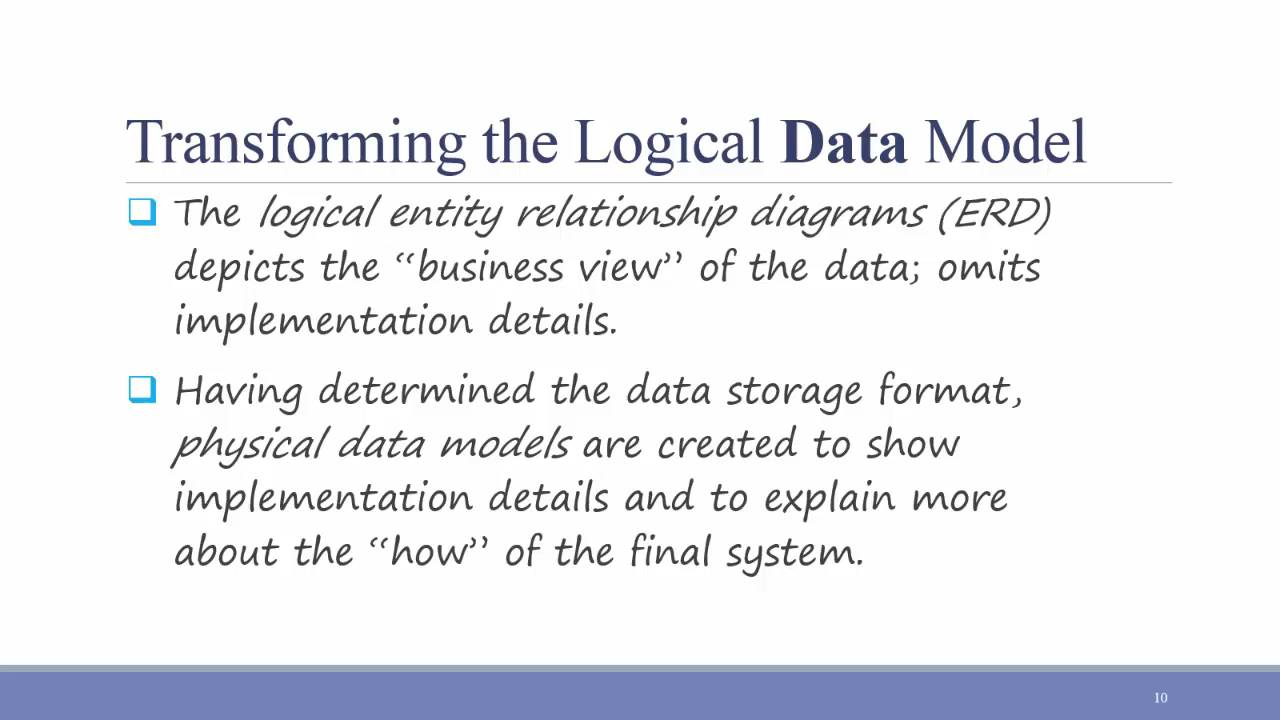 Transforming the Logical Data Model
The logical entity relationship diagrams (ERD)
depicts the “business view” of the data; omits
implementation details.
Having determined the data storage format,
physical data models are created to show
implementation details and to explain more
about the “how” of the final system.
10